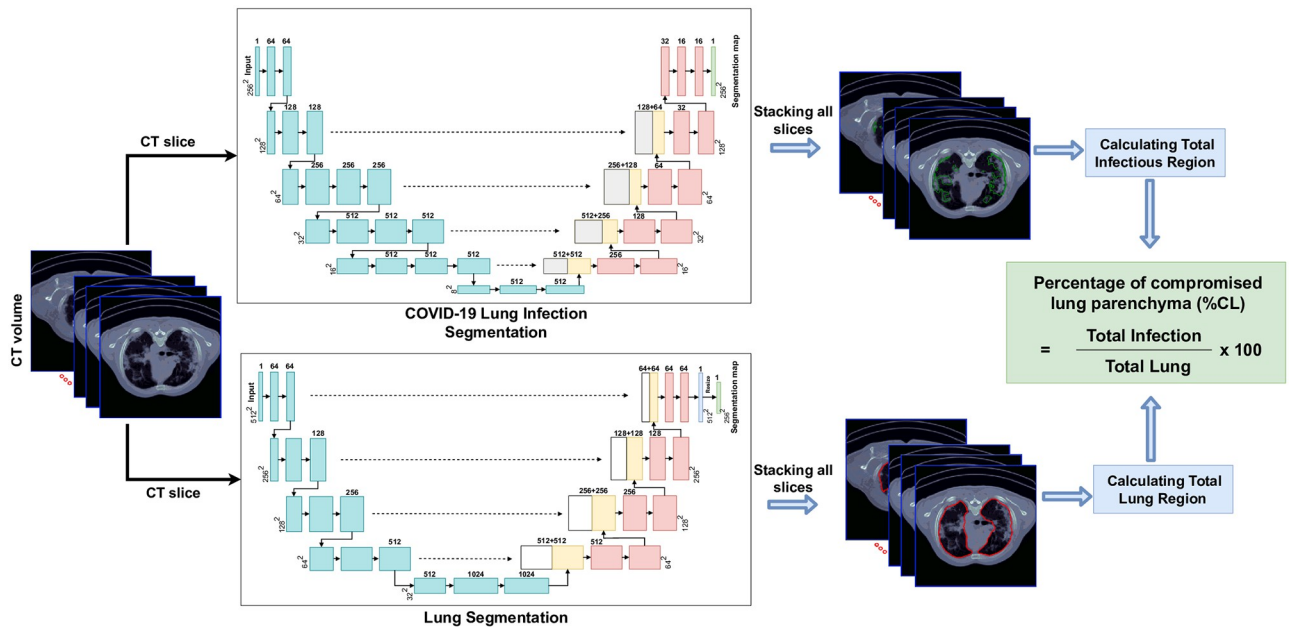 CT volume
CT slice
CT slice
1 64 64
Input
256²
128 128
128²
256 256
64²
512 512
32²
512 512 512
16²
512 512
8²
512+512 256
16²
512+256 128
32²
256+128 64
64²
128+64 32
128²
32 16 16 1
256²
Segmentation map
COVID-19 Lung Infection
Segmentation
1 64 64
Input
512²
128
256²
256
128²
512
64²
512 1024 1024
32²
512+512 512
64²
256+256 256
128²
128+128 128
256²
64+64 64 64 1 Resize 1
512²
256²
Segmentation map
Lung Segmentation
Stacking all
slices
Stacking all
slices
Calculating Total
Infectious Region
Percentage of compromised
lung parenchyma (%CL)
= Total Infection x 100
Total Lung
Calculating Total
Lung Region